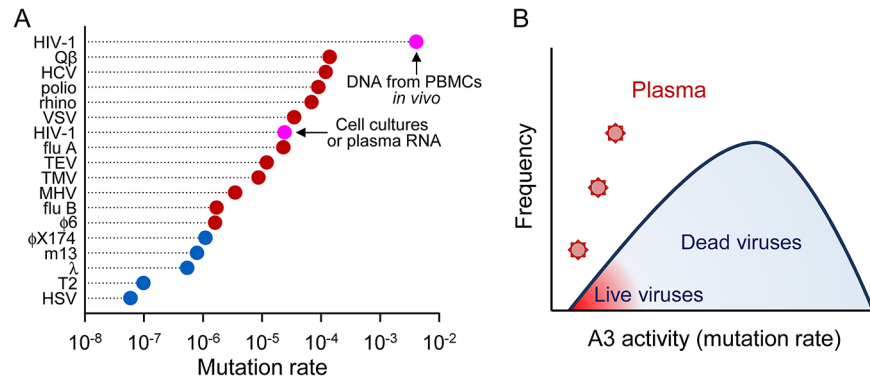 A
HIV-1
Qβ
HCV
polio
rhino
VSV
HIV-1
flu A
TEV
TMV
MHV
flu B
ϕ6
ϕX174
m13
λ
T2
HSV
DNA from PBMCs
in vivo
Cell cultures
or plasma RNA
10⁻⁸ 10⁻⁷ 10⁻⁶ 10⁻⁵ 10⁻⁴ 10⁻³ 10⁻²
Mutation rate
B
Frequency
Plasma
Dead viruses
Live viruses
A3 activity (mutation rate)